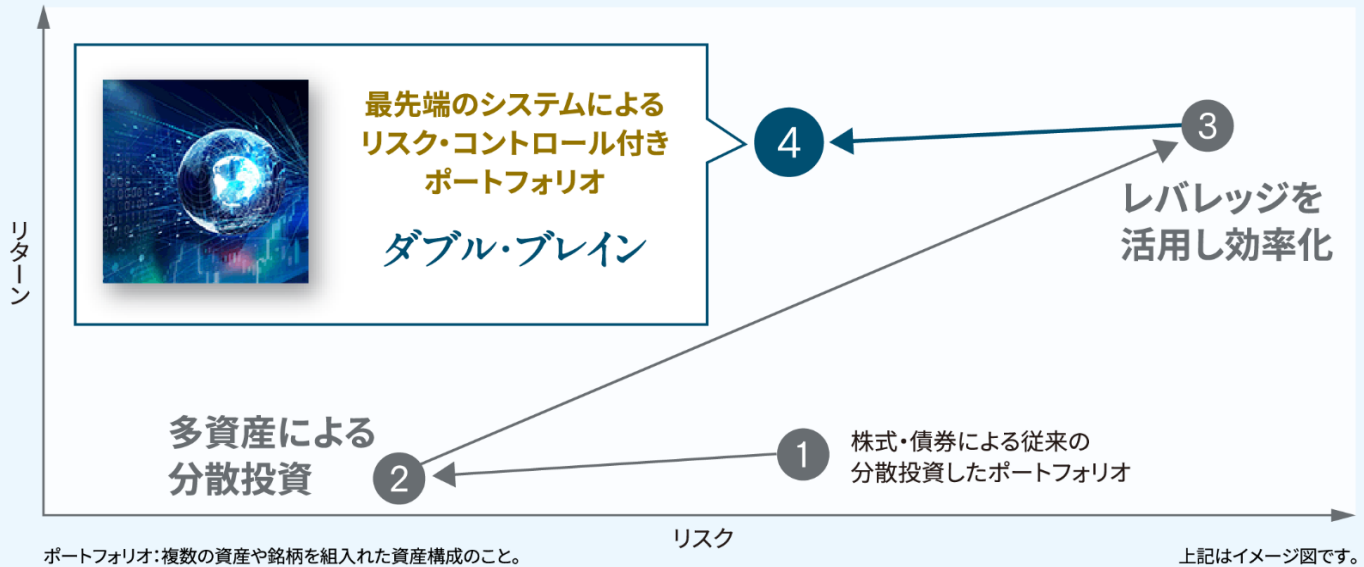 最先端のシステムによる
リスク・コントロール付き
ポートフォリオ
ダブル・ブレイン
4
3
レバレッジを
活用し効率化
リターン
多資産による
分散投資
2
1
株式・債券による従来の
分散投資したポートフォリオ
リスク
ポートフォリオ：複数の資産や銘柄を組入れた資産構成のこと。
上記はイメージ図です。